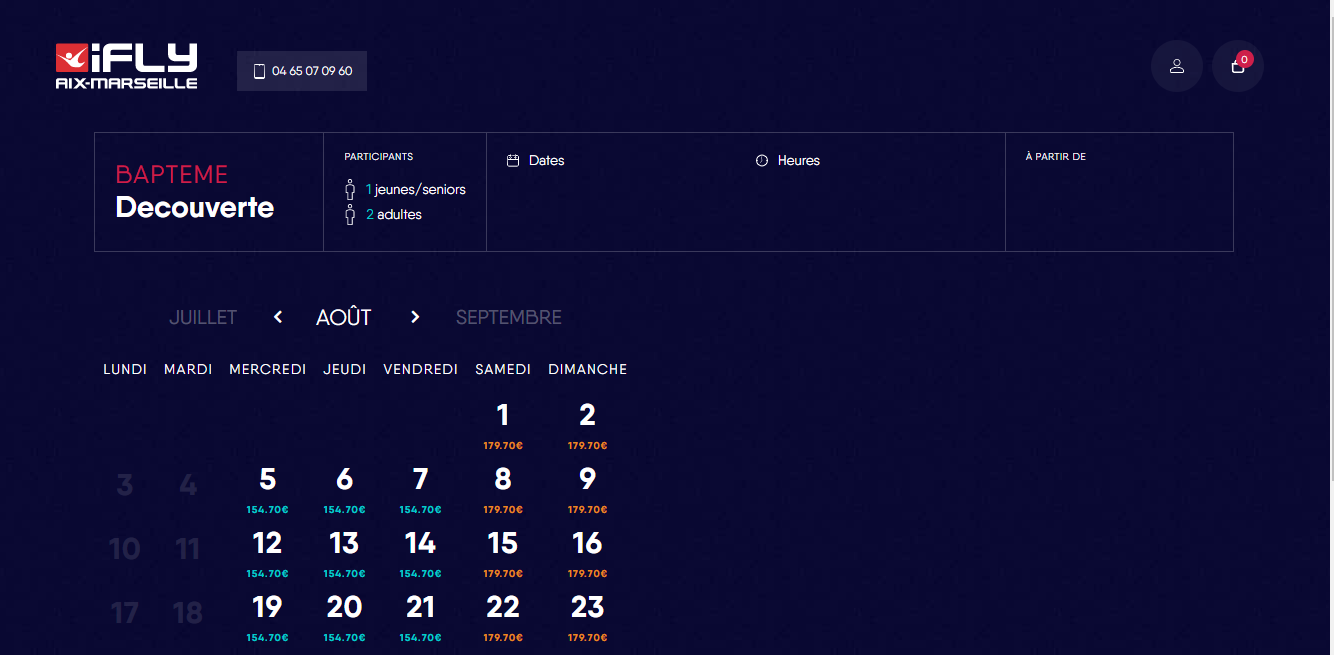 iFLY
AIX-MARSEILLE
04 65 07 09 60
0
BAPTEME
Decouverte
PARTICIPANTS
1 jeunes/seniors
2 adultes
Dates
Heures
À PARTIR DE
JUILLET < AOÛT > SEPTEMBRE
LUNDI MARDI MERCREDI JEUDI VENDREDI SAMEDI DIMANCHE
1 2
179.70€ 179.70€
3 4 5 6 7 8 9
154.70€ 154.70€ 154.70€ 179.70€ 179.70€
10 11 12 13 14 15 16
154.70€ 154.70€ 154.70€ 179.70€ 179.70€
17 18 19 20 21 22 23
154.70€ 154.70€ 154.70€ 179.70€ 179.70€